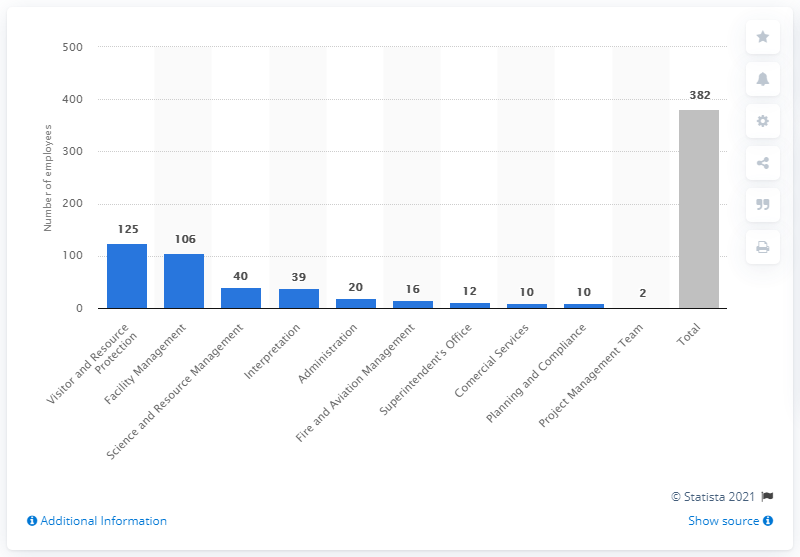 500
400
300
200
100
0
Number of employees
125
106
40
39
20
16
12
10
10
2
382
Visitor and Resource
Protection
Facility Management
Science and Resource Management
Interpretation
Administration
Fire and Aviation Management
Superintendent's Office
Comercial Services
Planning and Compliance
Project Management Team
Total
© Statista 2021
Additional Information
Show source